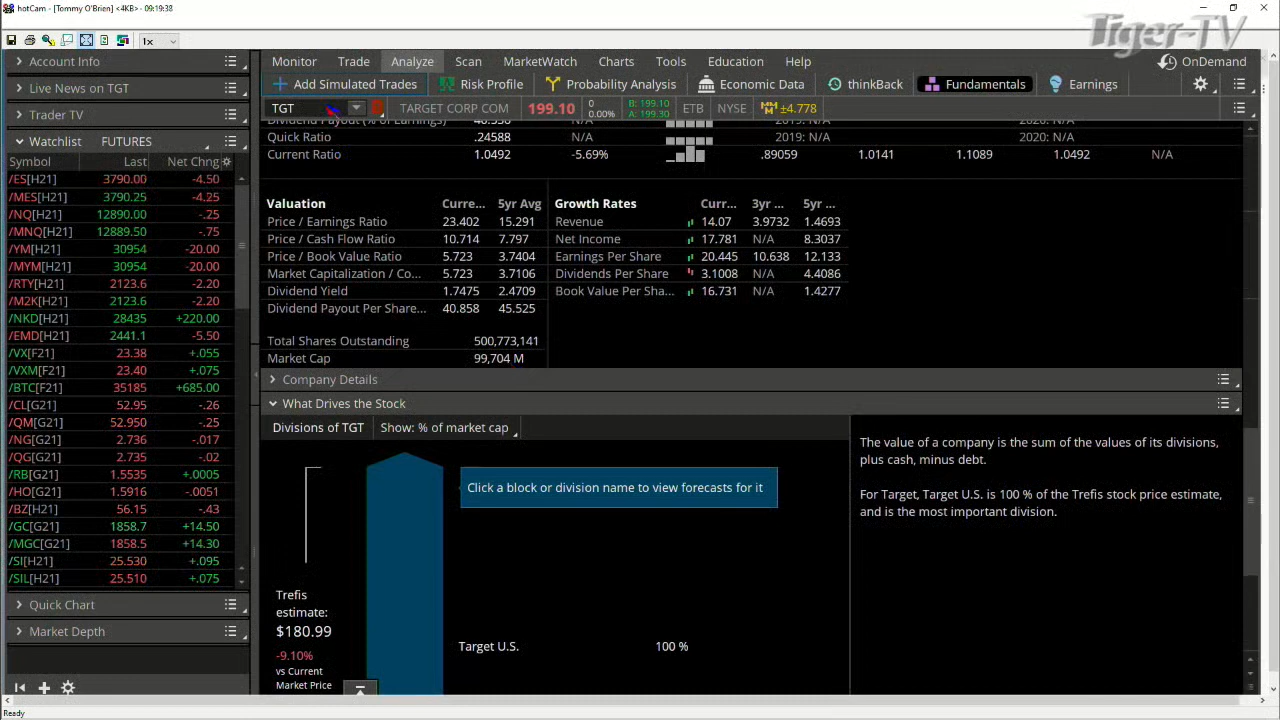 hotCam - [Tommy O'Brien] <4KB> - 09:19:38
Tiger-TV
1x
Account Info
Live News on TGT
Trader TV
Watchlist FUTURES
Symbol Last Net Chng
/ES[H21] 3790.00 -4.50
/MES[H21] 3790.25 -4.25
/NQ[H21] 12890.00 -.25
/MNQ[H21] 12889.50 -.75
/YM[H21] 30954 -20.00
/MYM[H21] 30954 -20.00
/RTY[H21] 2123.6 -2.20
/M2K[H21] 2123.6 -2.20
/NKD[H21] 28435 +220.00
/EMD[H21] 2441.1 -5.50
/VX[F21] 23.38 +.055
/VXM[F21] 23.40 +.075
/BTC[F21] 35185 +685.00
/CL[G21] 52.95 -.26
/QM[G21] 52.950 -.25
/NG[G21] 2.736 -.017
/QG[G21] 2.735 -.02
/RB[G21] 1.5535 +.0005
/HO[G21] 1.5916 -.0051
/BZ[H21] 56.15 -.43
/GC[G21] 1858.7 +14.50
/MGC[G21] 1858.5 +14.30
/SI[H21] 25.530 +.095
/SIL[H21] 25.510 +.075
Quick Chart
Market Depth
Monitor Trade Analyze Scan MarketWatch Charts Tools Education Help
OnDemand
Add Simulated Trades Risk Profile Probability Analysis Economic Data thinkBack Fundamentals Earnings
TGT TARGET CORP COM 199.10 0 0.00% B: 199.10 A: 199.30 ETB NYSE ±4.778
Quick Ratio .24588 N/A 2019: N/A 2020: N/A
Current Ratio 1.0492 -5.69% .89059 1.0141 1.1089 1.0492 N/A
Valuation Curre... 5yr Avg
Price / Earnings Ratio 23.402 15.291
Price / Cash Flow Ratio 10.714 7.797
Price / Book Value Ratio 5.723 3.7404
Market Capitalization / Co... 5.723 3.7106
Dividend Yield 1.7475 2.4709
Dividend Payout Per Share... 40.858 45.525
Total Shares Outstanding 500,773,141
Market Cap 99,704 M
Growth Rates Curr... 3yr ... 5yr ...
Revenue 14.07 3.9732 1.4693
Net Income 17.781 N/A 8.3037
Earnings Per Share 20.445 10.638 12.133
Dividends Per Share 3.1008 N/A 4.4086
Book Value Per Sha... 16.731 N/A 1.4277
Company Details
What Drives the Stock
Divisions of TGT Show: % of market cap
Click a block or division name to view forecasts for it
Trefis
estimate:
$180.99
-9.10%
vs Current
Market Price
Target U.S. 100 %
The value of a company is the sum of the values of its divisions,
plus cash, minus debt.
For Target, Target U.S. is 100 % of the Trefis stock price estimate,
and is the most important division.
Ready